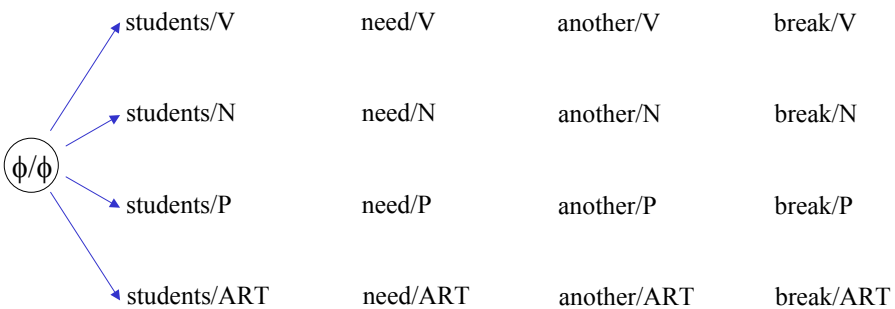 students/V need/V another/V break/V
students/N need/N another/N break/N
ϕ/ϕ
students/P need/P another/P break/P
students/ART need/ART another/ART break/ART